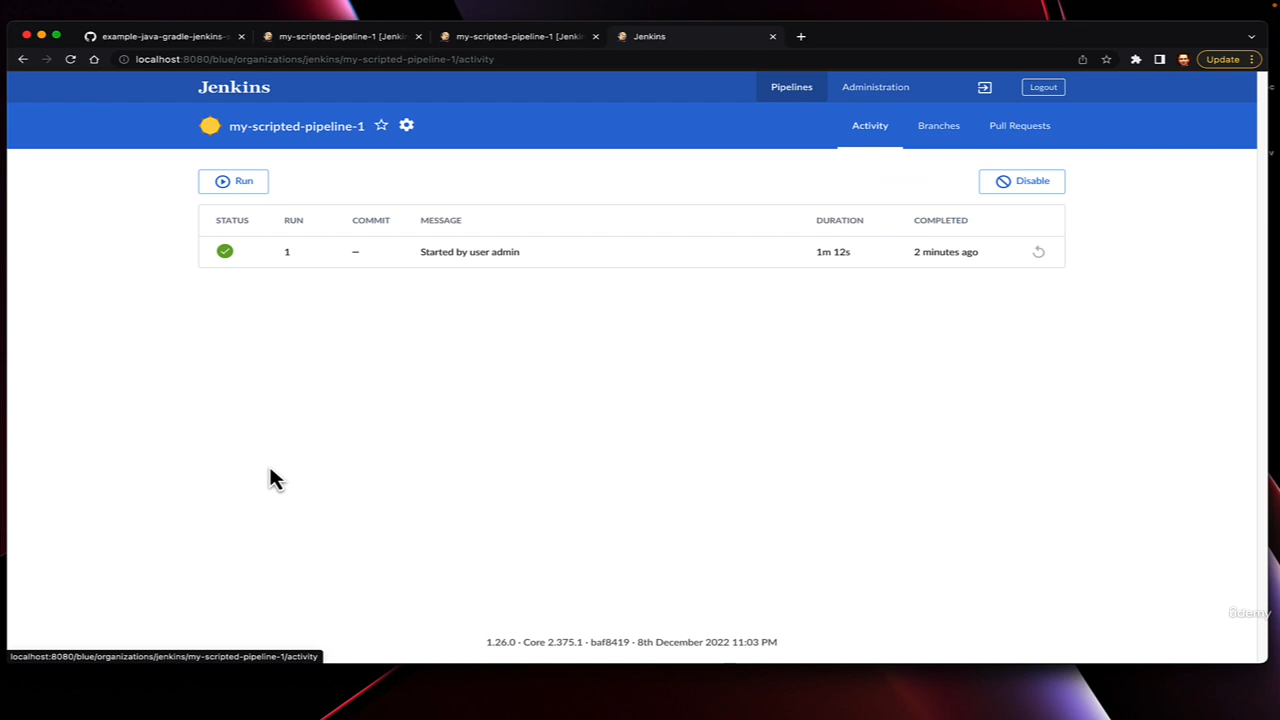 example-java-gradle-jenkins-s
my-scripted-pipeline-1 [Jenkin
my-scripted-pipeline-1 [Jenkin
Jenkins
localhost:8080/blue/organizations/jenkins/my-scripted-pipeline-1/activity
Update
Jenkins
Pipelines
Administration
Logout
my-scripted-pipeline-1
Activity
Branches
Pull Requests
Run
Disable
STATUS RUN COMMIT MESSAGE DURATION COMPLETED
1 – Started by user admin 1m 12s 2 minutes ago
ûdemy
1.26.0 · Core 2.375.1 · baf8419 · 8th December 2022 11:03 PM
localhost:8080/blue/organizations/jenkins/my-scripted-pipeline-1/activity